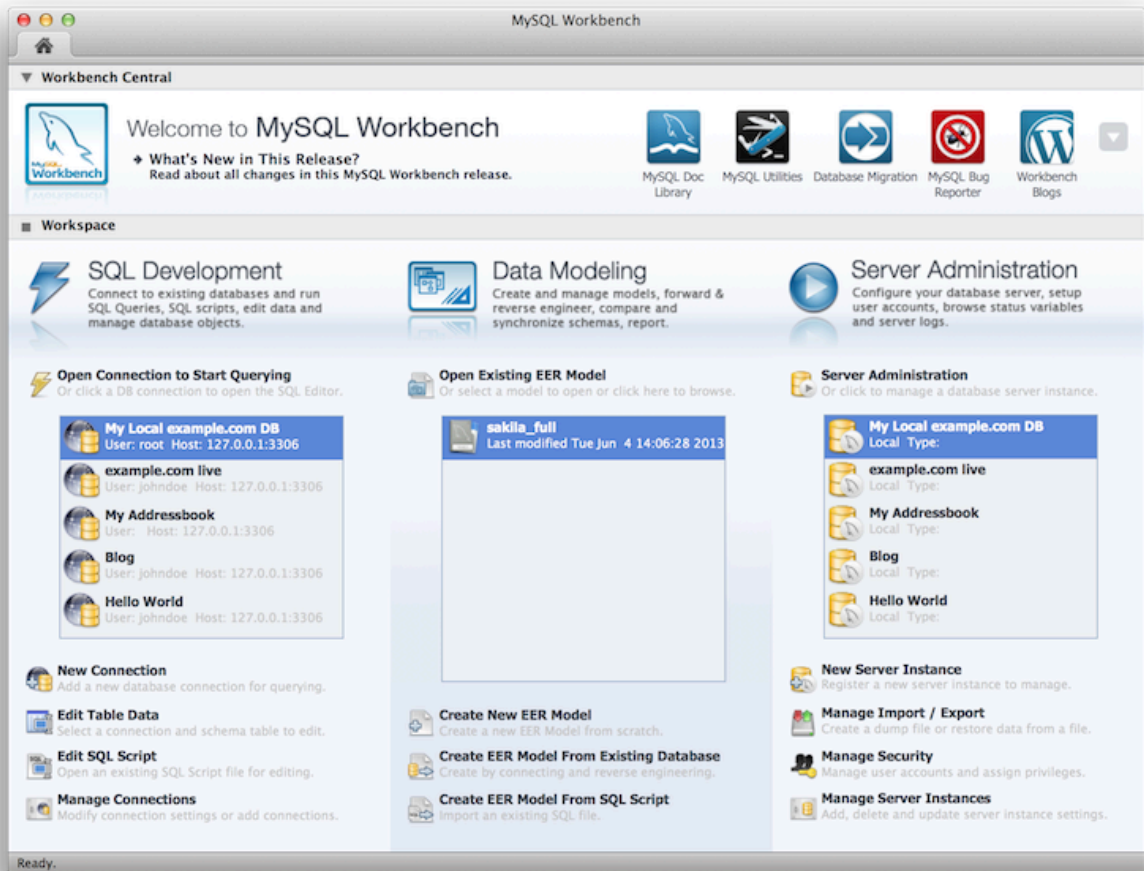 MySQL Workbench
Workbench Central
MySQL
Workbench
Welcome to MySQL Workbench
What's New in This Release?
Read about all changes in this MySQL Workbench release.
MySQL Doc
Library
MySQL Utilities
Database Migration
MySQL Bug
Reporter
Workbench
Blogs
Workspace
SQL Development
Connect to existing databases and run
SQL Queries, SQL scripts, edit data and
manage database objects.
Open Connection to Start Querying
Or click a DB connection to open the SQL Editor.
My Local example.com DB
User: root Host: 127.0.0.1:3306
example.com live
User: johndoe Host: 127.0.0.1:3306
My Addressbook
User: Host: 127.0.0.1:3306
Blog
User: johndoe Host: 127.0.0.1:3306
Hello World
User: johndoe Host: 127.0.0.1:3306
New Connection
Add a new database connection for querying.
Edit Table Data
Select a connection and schema table to edit.
Edit SQL Script
Open an existing SQL Script file for editing.
Manage Connections
Modify connection settings or add connections.
Data Modeling
Create and manage models, forward &
reverse engineer, compare and
synchronize schemas, report.
Open Existing EER Model
Or select a model to open or click here to browse.
sakila_full
Last modified Tue Jun 4 14:06:28 2013
Create New EER Model
Create a new EER Model from scratch.
Create EER Model From Existing Database
Create by connecting and reverse engineering.
Create EER Model From SQL Script
Import an existing SQL file.
Server Administration
Configure your database server, setup
user accounts, browse status variables
and server logs.
Server Administration
Or click to manage a database server instance.
My Local example.com DB
Local Type:
example.com live
Local Type:
My Addressbook
Local Type:
Blog
Local Type:
Hello World
Local Type:
New Server Instance
Register a new server instance to manage.
Manage Import / Export
Create a dump file or restore data from a file.
Manage Security
Manage user accounts and assign privileges.
Manage Server Instances
Add, delete and update server instance settings.
Ready.